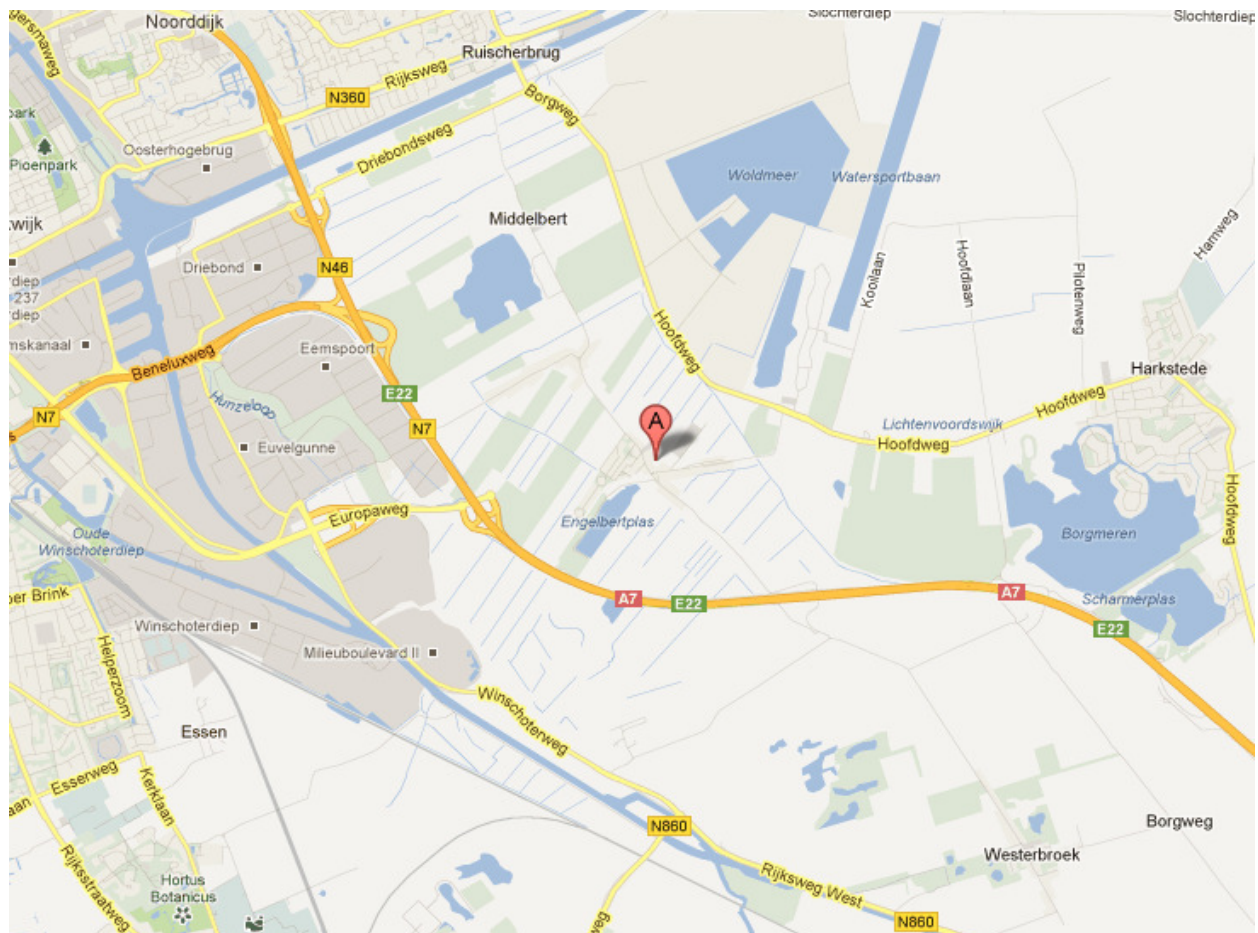 Slochterdiep
Slochterdiep
Noorddijk
Ruischerbrug
Rijksweg
N360
Borgweg
Driebondsweg
Oosterhogebrug
Pioenpark
Woldmeer
Watersportbaan
Middelbert
Hamweg
Driebond
N46
Kooilaan
Hoofdlaan
Pilotenweg
237
Eemspoort
Beneluxweg
Hoofdweg
Harkstede
E22
Hunzeloop
N7
N7
A
Hoofdweg
Lichtenvoordswijk
Hoofdweg
Euvelgunne
Hoofdweg
Europaweg
Engelbertplas
Oude
Winschoterdiep
Borgmeren
A7
E22
A7
Scharmerplas
E22
Brink
Winschoterdiep
Helperzoom
Milieuboulevard II
Winschoterweg
Essen
Esserweg
Kerklaan
N860
Borgweg
Westerbroek
Rijksstraatweg
Hortus
Botanicus
Rijksweg West
N860